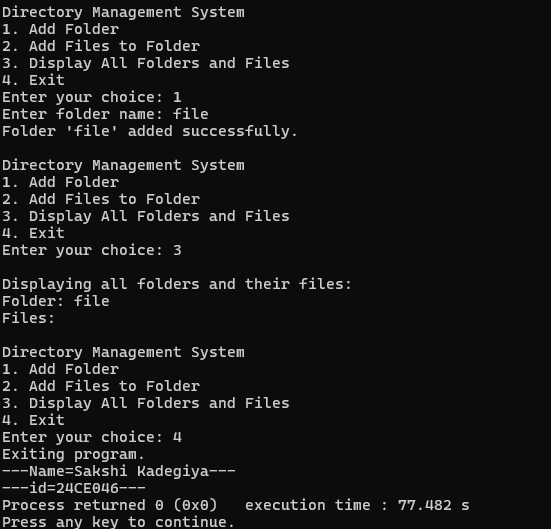 Directory Management System
1. Add Folder
2. Add Files to Folder
3. Display All Folders and Files
4. Exit
Enter your choice: 1
Enter folder name: file
Folder 'file' added successfully.

Directory Management System
1. Add Folder
2. Add Files to Folder
3. Display All Folders and Files
4. Exit
Enter your choice: 3

Displaying all folders and their files:
Folder: file
Files:

Directory Management System
1. Add Folder
2. Add Files to Folder
3. Display All Folders and Files
4. Exit
Enter your choice: 4
Exiting program.
---Name=Sakshi Kadegiya---
---id=24CE046---
Process returned 0 (0x0)   execution time : 77.482 s
Press any key to continue.